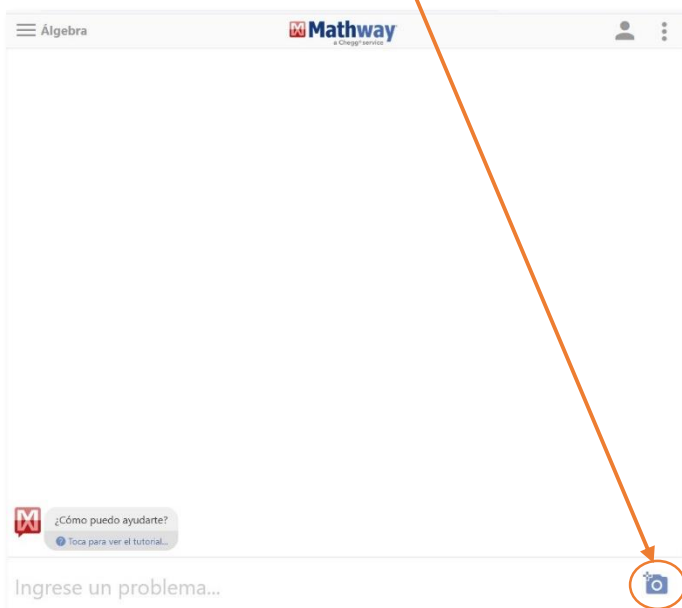 Álgebra
Mathway
a Chegg® service
¿Cómo puedo ayudarte?
Toca para ver el tutorial...
Ingrese un problema...